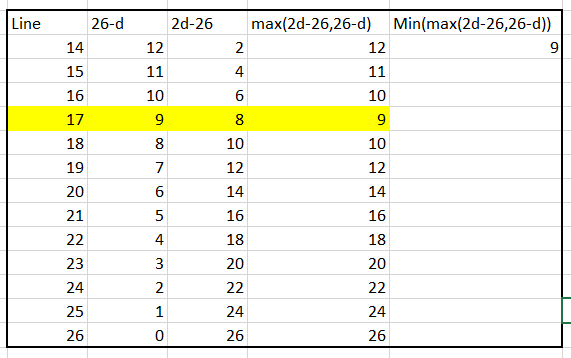 Line 26-d 2d-26 max(2d-26,26-d) Min(max(2d-26,26-d))
14 12 2 12 9
15 11 4 11
16 10 6 10
17 9 8 9
18 8 10 10
19 7 12 12
20 6 14 14
21 5 16 16
22 4 18 18
23 3 20 20
24 2 22 22
25 1 24 24
26 0 26 26